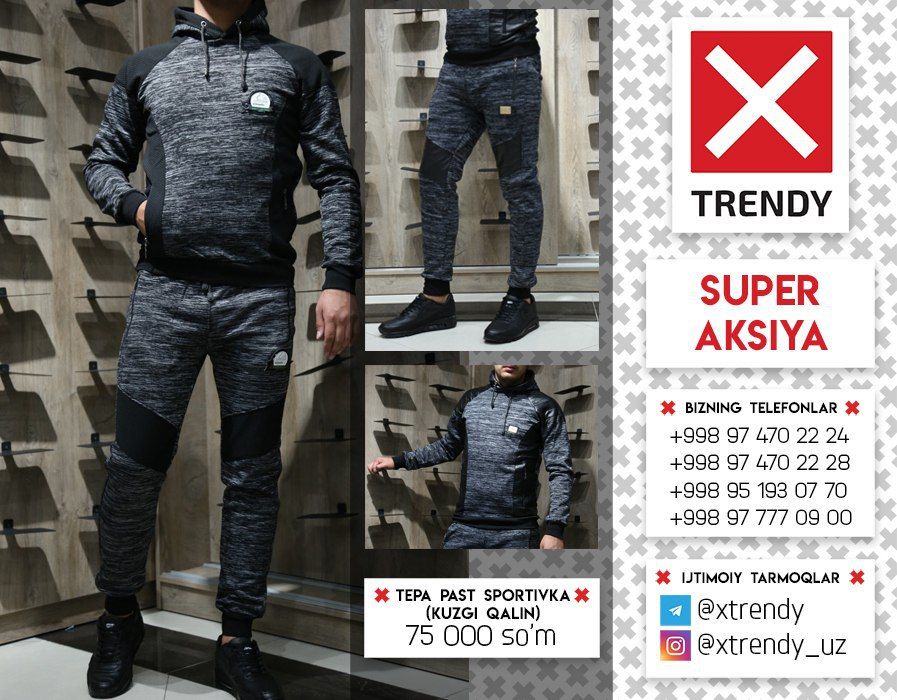 TRENDY
SUPER
AKSIYA
BIZNING TELEFONLAR
+998 97 470 22 24
+998 97 470 22 28
+998 95 193 07 70
+998 97 777 09 00
IJTIMOIY TARMOQLAR
@xtrendy
@xtrendy_uz
TEPA PAST SPORTIVKA
(KUZGI QALIN)
75 000 so'm